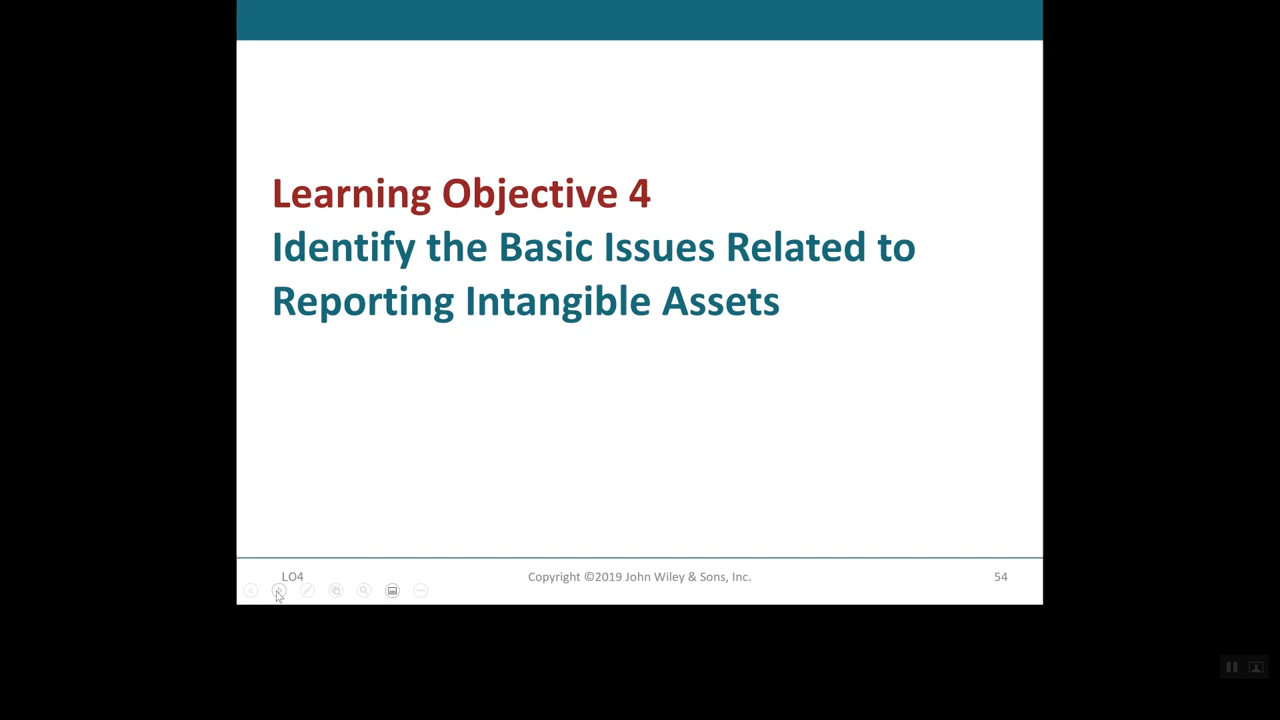 Learning Objective 4
Identify the Basic Issues Related to
Reporting Intangible Assets
LO4
Copyright ©2019 John Wiley & Sons, Inc.
54